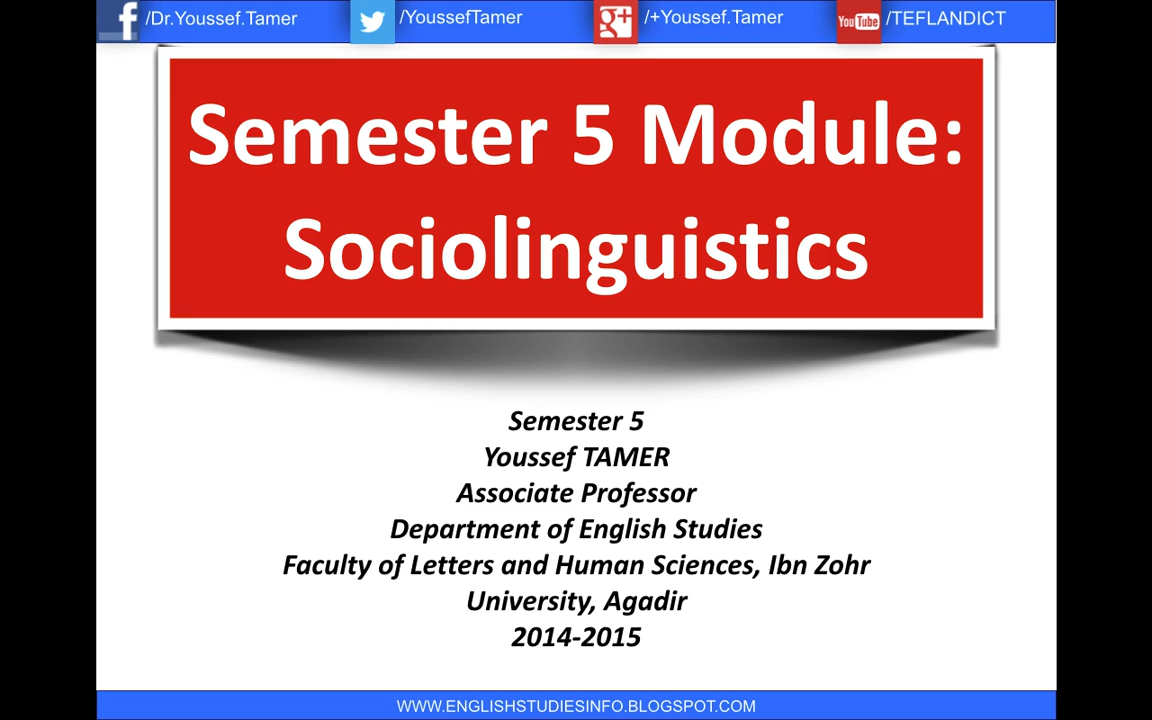 /Dr.Youssef.Tamer /YoussefTamer /+Youssef.Tamer You Tube /TEFLANDICT
Semester 5 Module:
Sociolinguistics
Semester 5
Youssef TAMER
Associate Professor
Department of English Studies
Faculty of Letters and Human Sciences, Ibn Zohr
University, Agadir
2014-2015
WWW.ENGLISHSTUDIESINFO.BLOGSPOT.COM